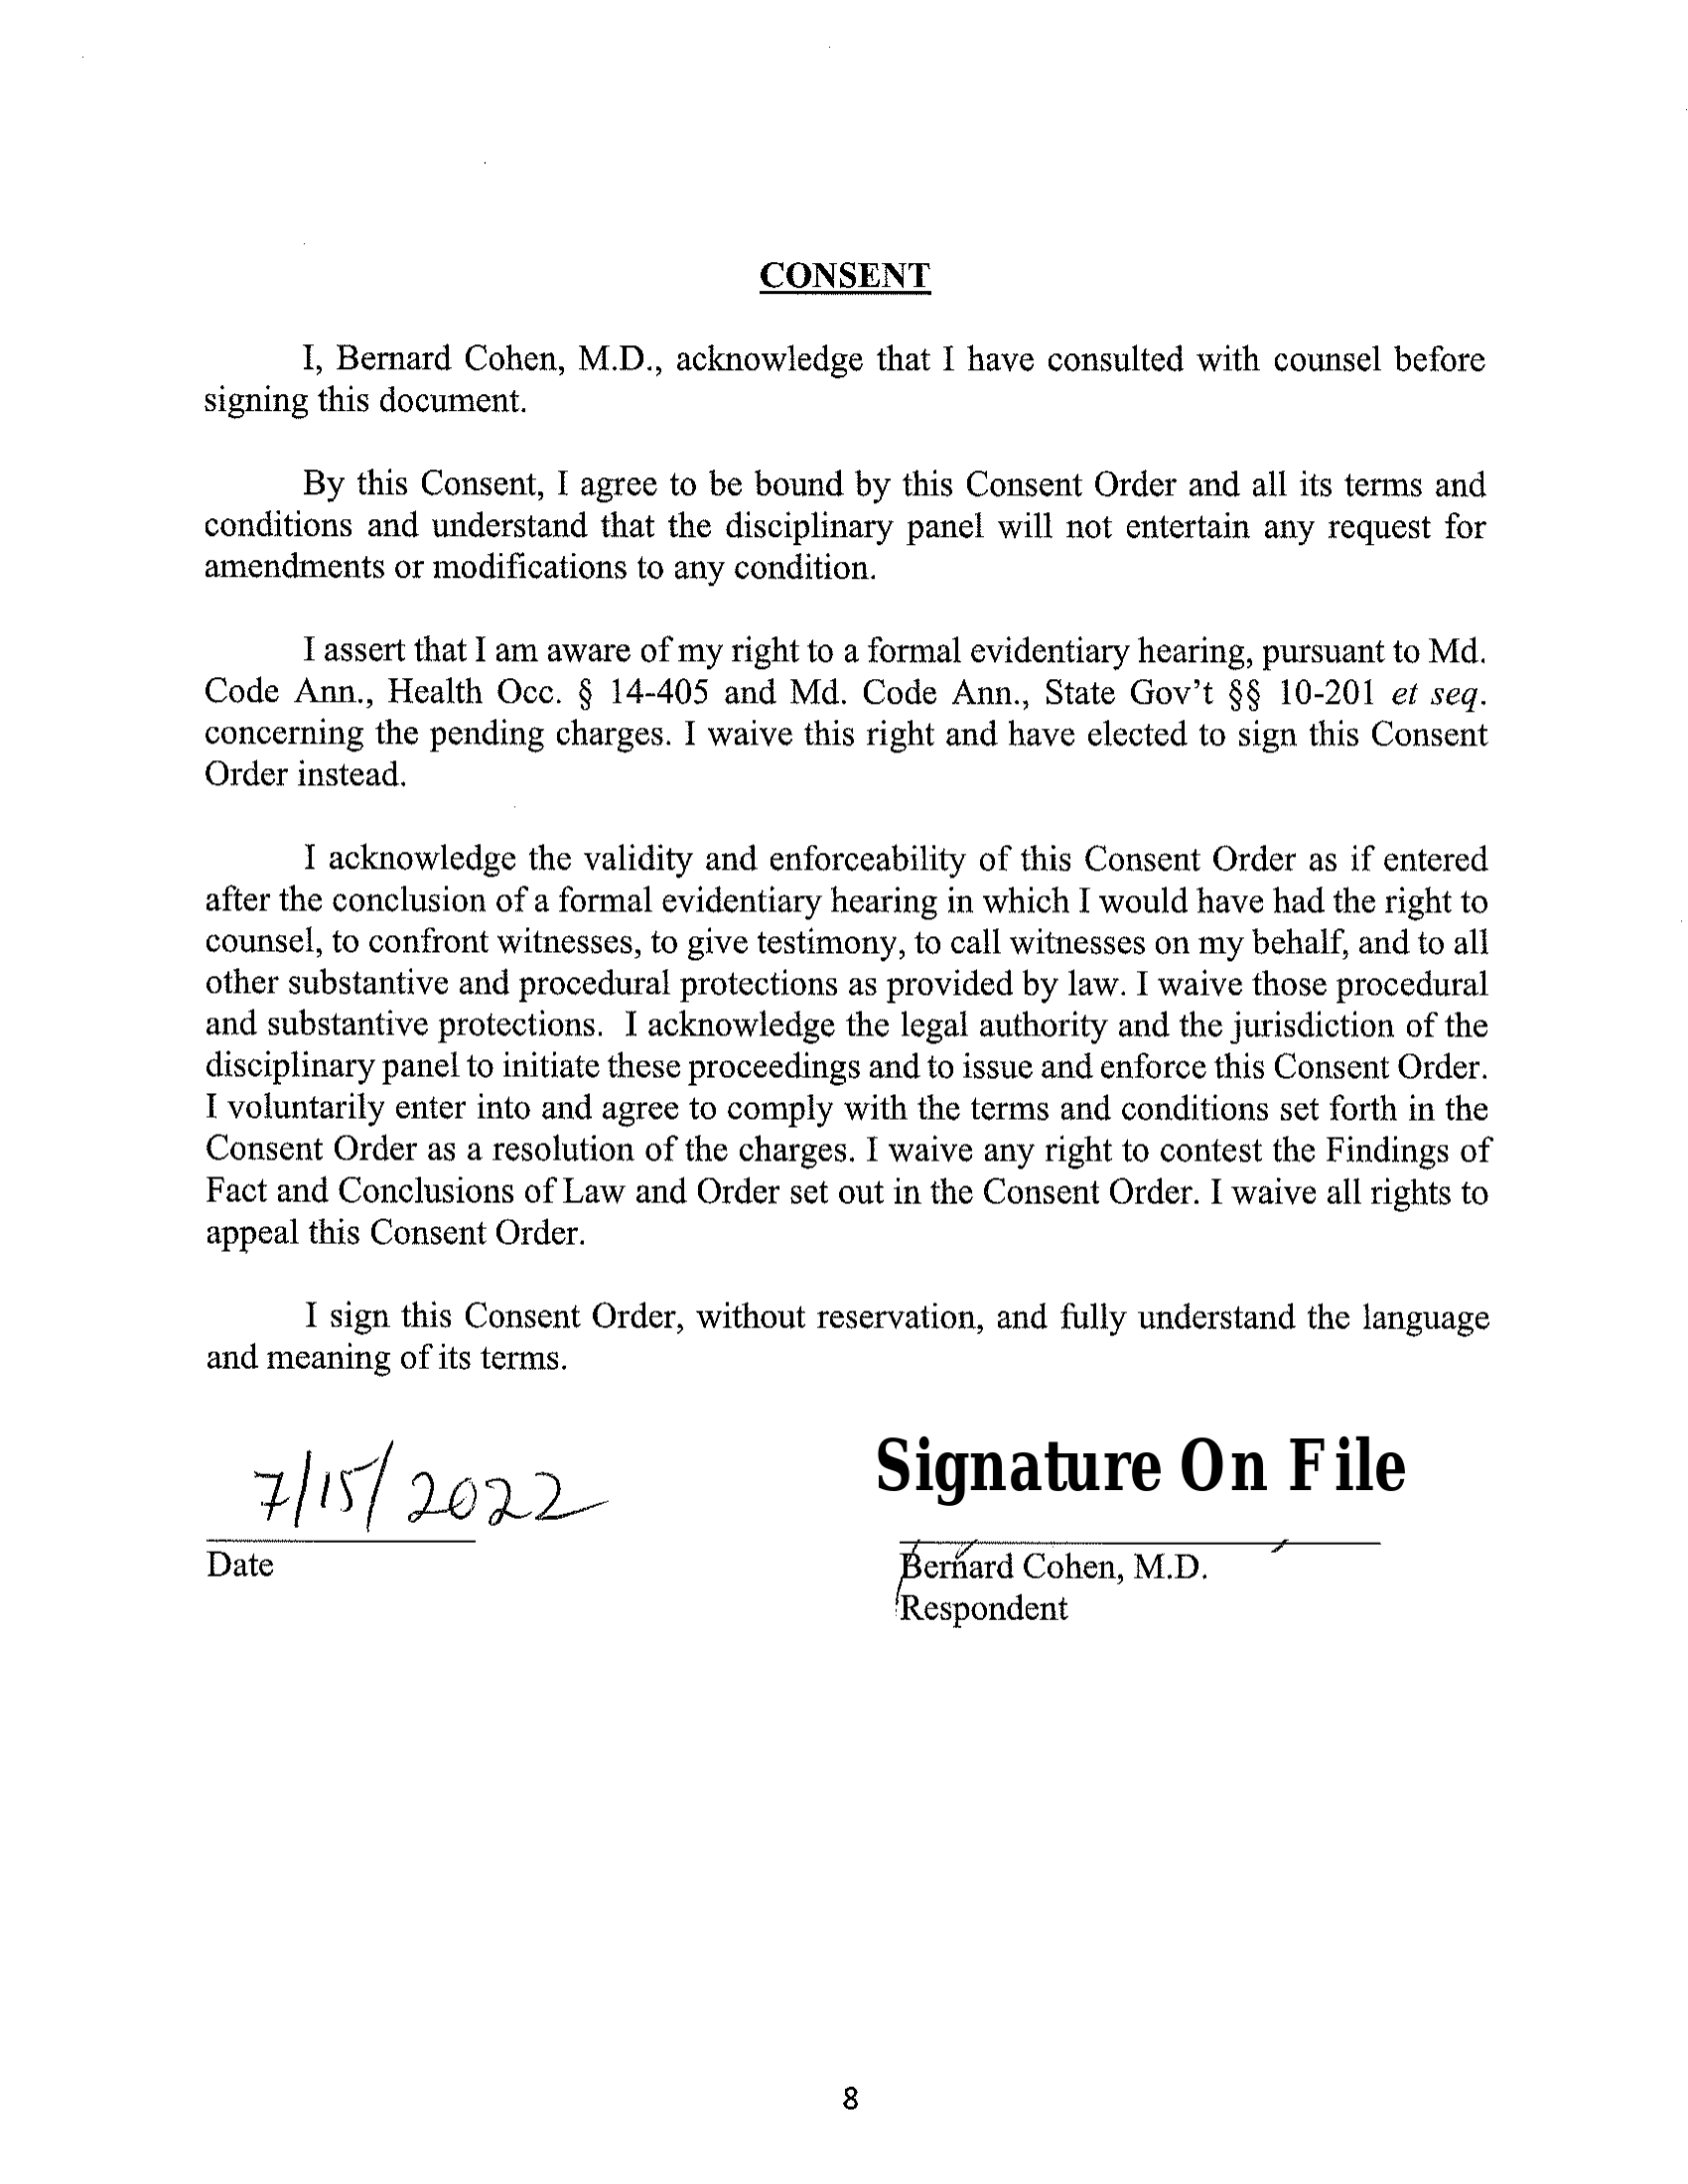 CONSENT
I, Bernard Cohen, M.D., acknowledge that I have consulted with counsel before
signing this document.
By this Consent, I agree to be bound by this Consent Order and all its terms and
conditions and understand that the disciplinary panel will not entertain any request for
amendments or modifications to any condition.
I assert that I am aware of my right to a formal evidentiary hearing, pursuant to Md.
Code Ann., Health Occ. § 14-405 and Md. Code Ann., State Gov't §§ 10-201 et seq.
concerning the pending charges. I waive this right and have elected to sign this Consent
Order instead.
I acknowledge the validity and enforceability of this Consent Order as if entered
after the conclusion of a formal evidentiary hearing in which I would have had the right to
counsel, to confront witnesses, to give testimony, to call witnesses on my behalf, and to all
other substantive and procedural protections as provided by law. I waive those procedural
and substantive protections. I acknowledge the legal authority and the jurisdiction of the
disciplinary panel to initiate these proceedings and to issue and enforce this Consent Order.
I voluntarily enter into and agree to comply with the terms and conditions set forth in the
Consent Order as a resolution of the charges. I waive any right to contest the Findings of
Fact and Conclusions of Law and Order set out in the Consent Order. I waive all rights to
appeal this Consent Order.
I sign this Consent Order, without reservation, and fully understand the language
and meaning of its terms.
7/15/2022
Signature On File
Date
Bernard Cohen, M.D.
Respondent
8